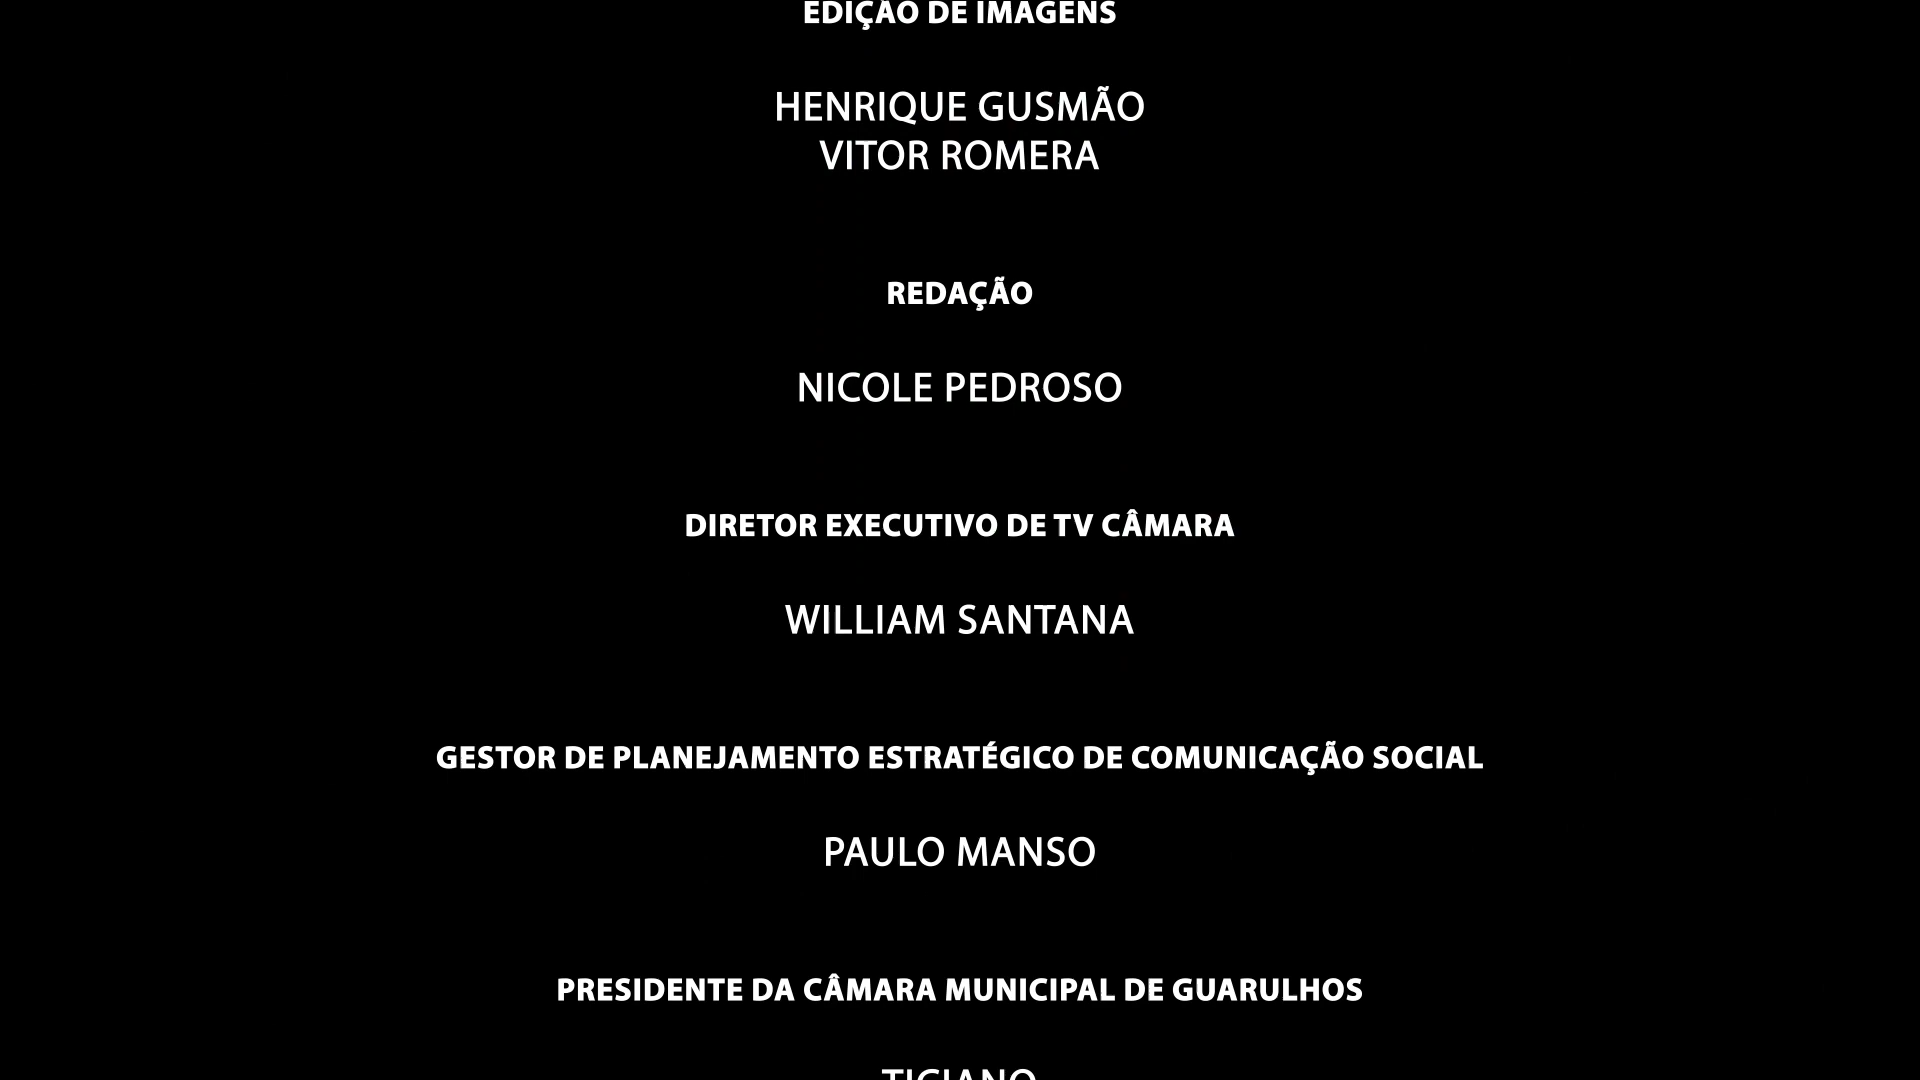 EDIÇÃO DE IMAGENS
HENRIQUE GUSMÃO
VITOR ROMERA
REDAÇÃO
NICOLE PEDROSO
DIRETOR EXECUTIVO DE TV CÂMARA
WILLIAM SANTANA
GESTOR DE PLANEJAMENTO ESTRATÉGICO DE COMUNICAÇÃO SOCIAL
PAULO MANSO
PRESIDENTE DA CÂMARA MUNICIPAL DE GUARULHOS
TICIANO